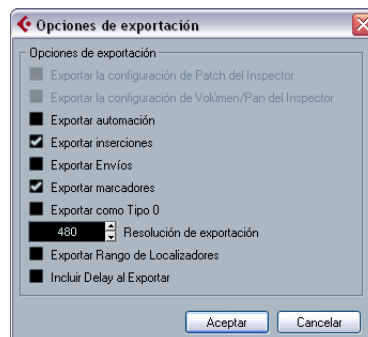 Opciones de exportación
Opciones de exportación
Exportar la configuración de Patch del Inspector
Exportar la configuración de Volúmen/Pan del Inspector
Exportar automación
Exportar inserciones
Exportar Envíos
Exportar marcadores
Exportar como Tipo 0
480 Resolución de exportación
Exportar Rango de Localizadores
Incluir Delay al Exportar
Aceptar Cancelar